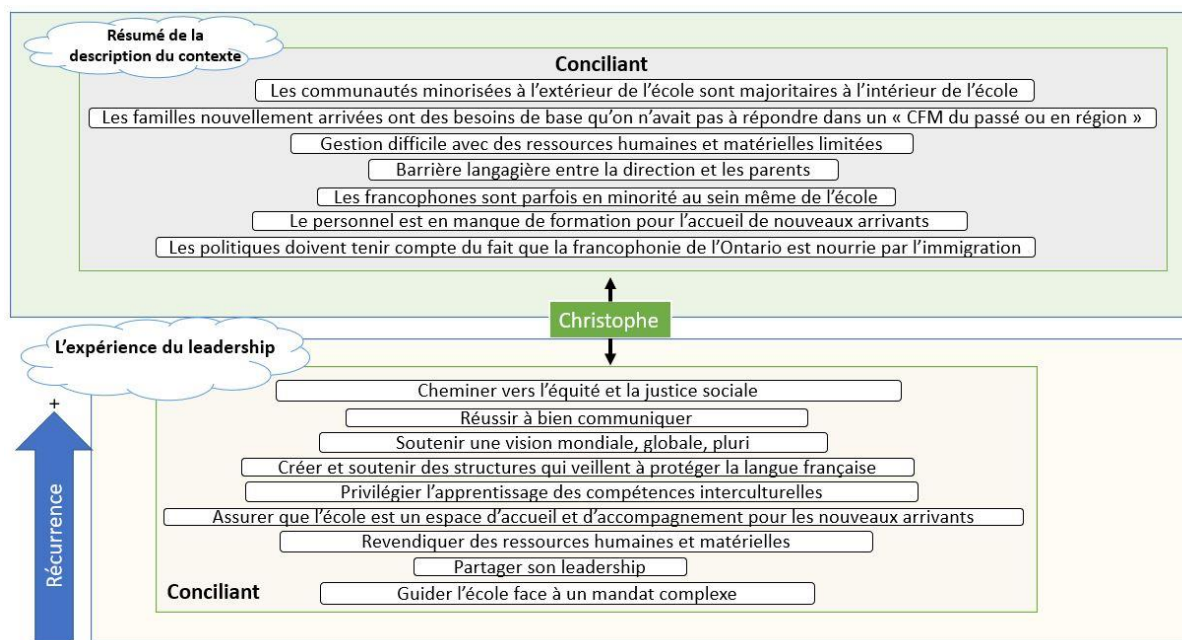 Résumé de la
description du contexte
Conciliant
Les communautés minorisées à l'extérieur de l'école sont majoritaires à l'intérieur de l'école
Les familles nouvellement arrivées ont des besoins de base qu'on n'avait pas à répondre dans un « CFM du passé ou en région »
Gestion difficile avec des ressources humaines et matérielles limitées
Barrière langagière entre la direction et les parents
Les francophones sont parfois en minorité au sein même de l'école
Le personnel est en manque de formation pour l'accueil de nouveaux arrivants
Les politiques doivent tenir compte du fait que la francophonie de l'Ontario est nourrie par l'immigration
Christophe
L'expérience du leadership
+
Récurrence
Cheminer vers l'équité et la justice sociale
Réussir à bien communiquer
Soutenir une vision mondiale, globale, pluri
Créer et soutenir des structures qui veillent à protéger la langue française
Privilégier l'apprentissage des compétences interculturelles
Assurer que l'école est un espace d'accueil et d'accompagnement pour les nouveaux arrivants
Revendiquer des ressources humaines et matérielles
Partager son leadership
Conciliant
Guider l'école face à un mandat complexe